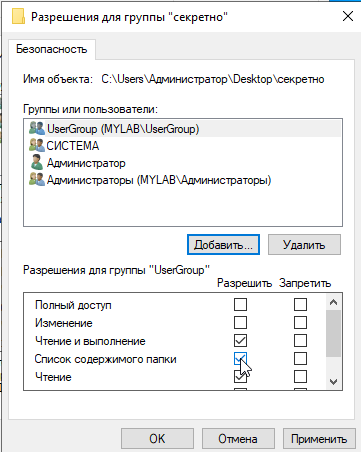 Разрешения для группы "секретно"
Безопасность
Имя объекта: C:\Users\Администратор\Desktop\секретно
Группы или пользователи:
UserGroup (MYLAB\UserGroup)
СИСТЕМА
Администратор
Администраторы (MYLAB\Администраторы)
Добавить... Удалить
Разрешения для группы "UserGroup" Разрешить Запретить
Полный доступ
Изменение
Чтение и выполнение
Список содержимого папки
Чтение
OK Отмена Применить